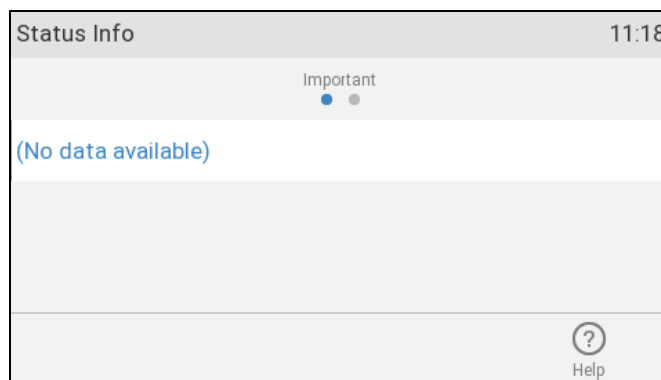 Status Info 11:18
Important
(No data available)
?
Help